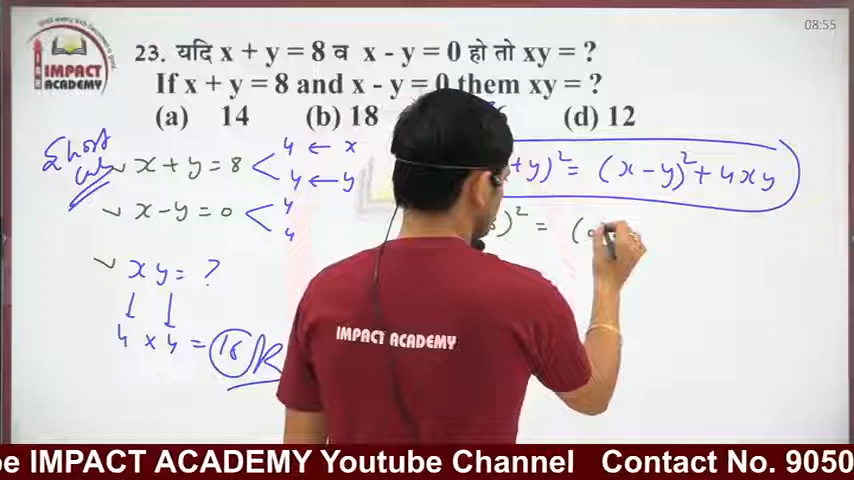 08:55
IMPACT
ACADEMY
23. यदि x + y = 8 व x - y = 0 हो तो xy = ?
If x + y = 8 and x - y = 0 them xy = ?
(a) 14 (b) 18 (d) 12
Short
x + y = 8 < 4 ← x
4 ← y
+y)² = (x-y)² + 4xy
x - y = 0 < 4
4
)² = (
xy = ?
↓ ↓
4 x 4 = 16
IMPACT ACADEMY
be IMPACT ACADEMY Youtube Channel Contact No. 9050